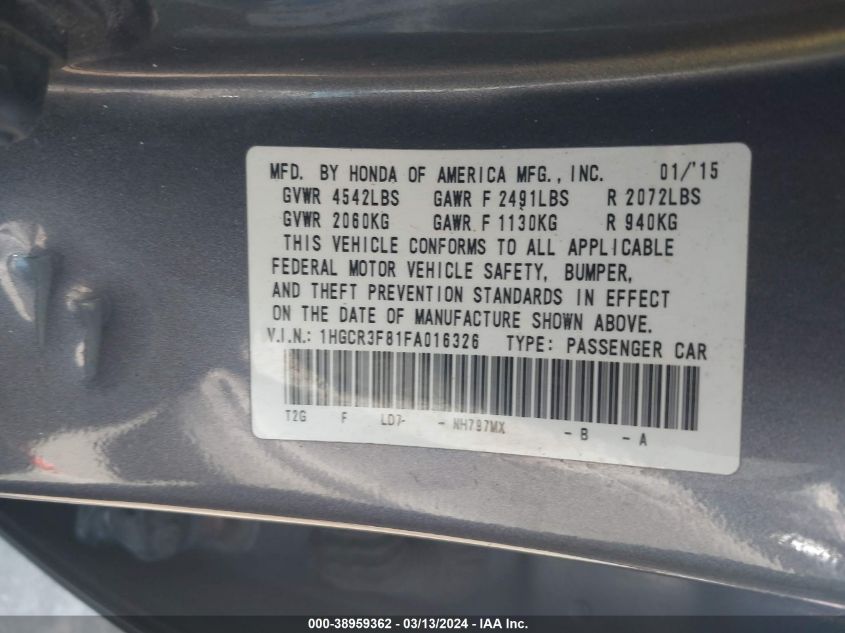 MFD. BY HONDA OF AMERICA MFG., INC. 01/'15
GVWR 4542LBS GAWR F 2491LBS R 2072LBS
GVWR 2060KG GAWR F 1130KG R 940KG
THIS VEHICLE CONFORMS TO ALL APPLICABLE
FEDERAL MOTOR VEHICLE SAFETY, BUMPER,
AND THEFT PREVENTION STANDARDS IN EFFECT
ON THE DATE OF MANUFACTURE SHOWN ABOVE.
V.I.N.: 1HGCR3F81FA016326 TYPE: PASSENGER CAR
T2G F LD7- - NH787MX - B - A
000-38959362 - 03/13/2024 - IAA Inc.